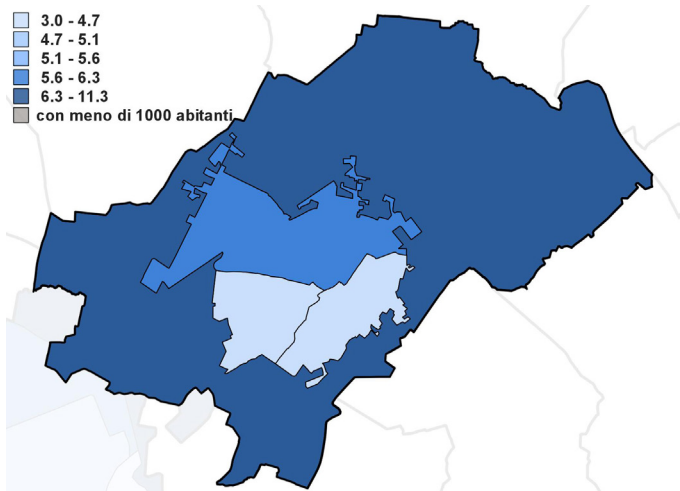 3.0 - 4.7
4.7 - 5.1
5.1 - 5.6
5.6 - 6.3
6.3 - 11.3
con meno di 1000 abitanti